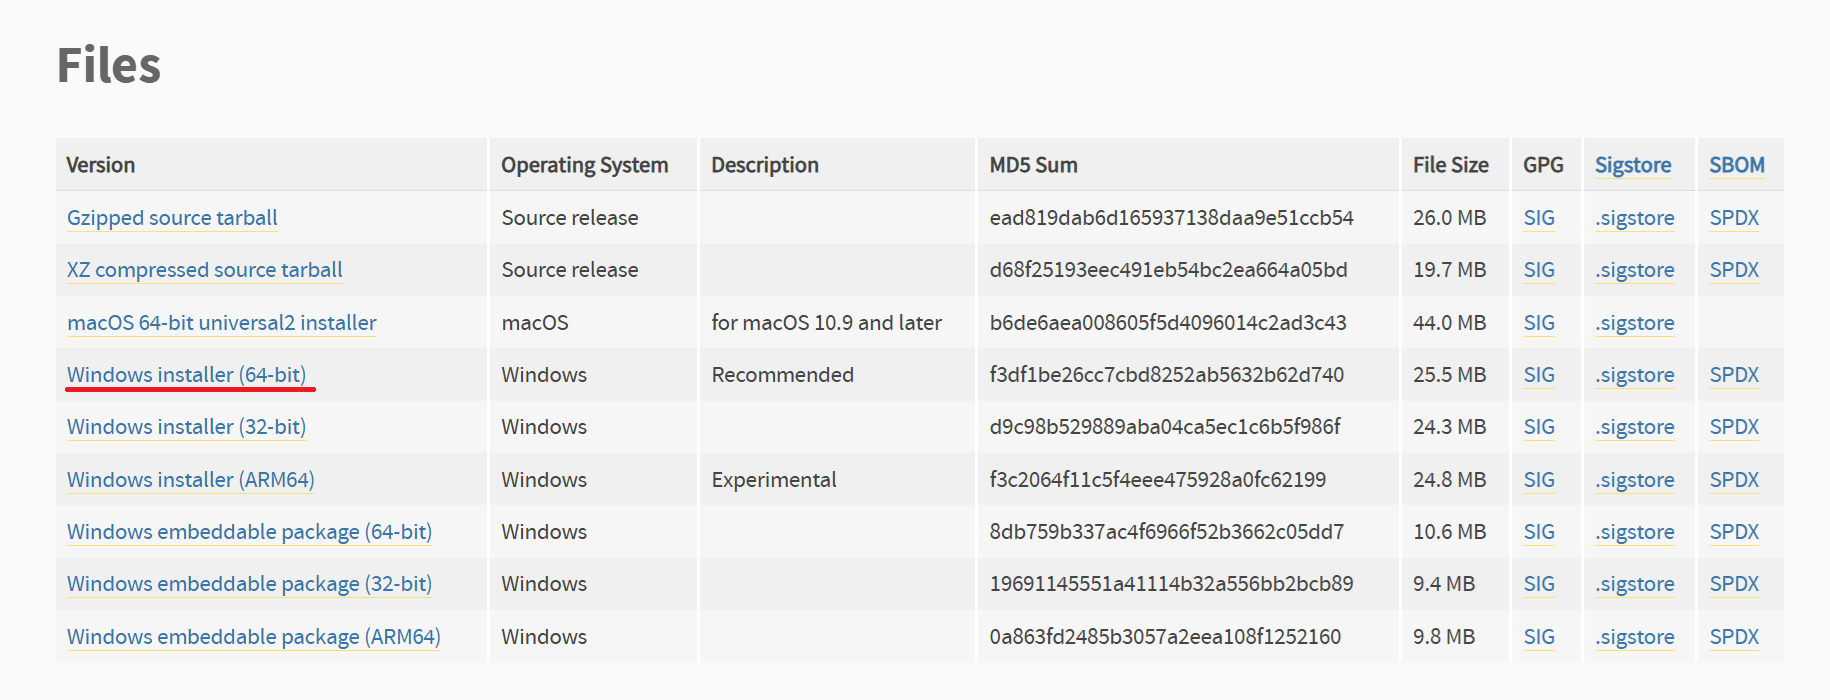 Files
Version Operating System Description MD5 Sum File Size GPG Sigstore SBOM
Gzipped source tarball Source release ead819dab6d165937138daa9e51ccb54 26.0 MB SIG .sigstore SPDX
XZ compressed source tarball Source release d68f25193eec491eb54bc2ea664a05bd 19.7 MB SIG .sigstore SPDX
macOS 64-bit universal2 installer macOS for macOS 10.9 and later b6de6aea008605f5d4096014c2ad3c43 44.0 MB SIG .sigstore
Windows installer (64-bit) Windows Recommended f3df1be26cc7cbd8252ab5632b62d740 25.5 MB SIG .sigstore SPDX
Windows installer (32-bit) Windows d9c98b529889aba04ca5ec1c6b5f986f 24.3 MB SIG .sigstore SPDX
Windows installer (ARM64) Windows Experimental f3c2064f11c5f4eee475928a0fc62199 24.8 MB SIG .sigstore SPDX
Windows embeddable package (64-bit) Windows 8db759b337ac4f6966f52b3662c05dd7 10.6 MB SIG .sigstore SPDX
Windows embeddable package (32-bit) Windows 19691145551a41114b32a556bb2bcb89 9.4 MB SIG .sigstore SPDX
Windows embeddable package (ARM64) Windows 0a863fd2485b3057a2eea108f1252160 9.8 MB SIG .sigstore SPDX